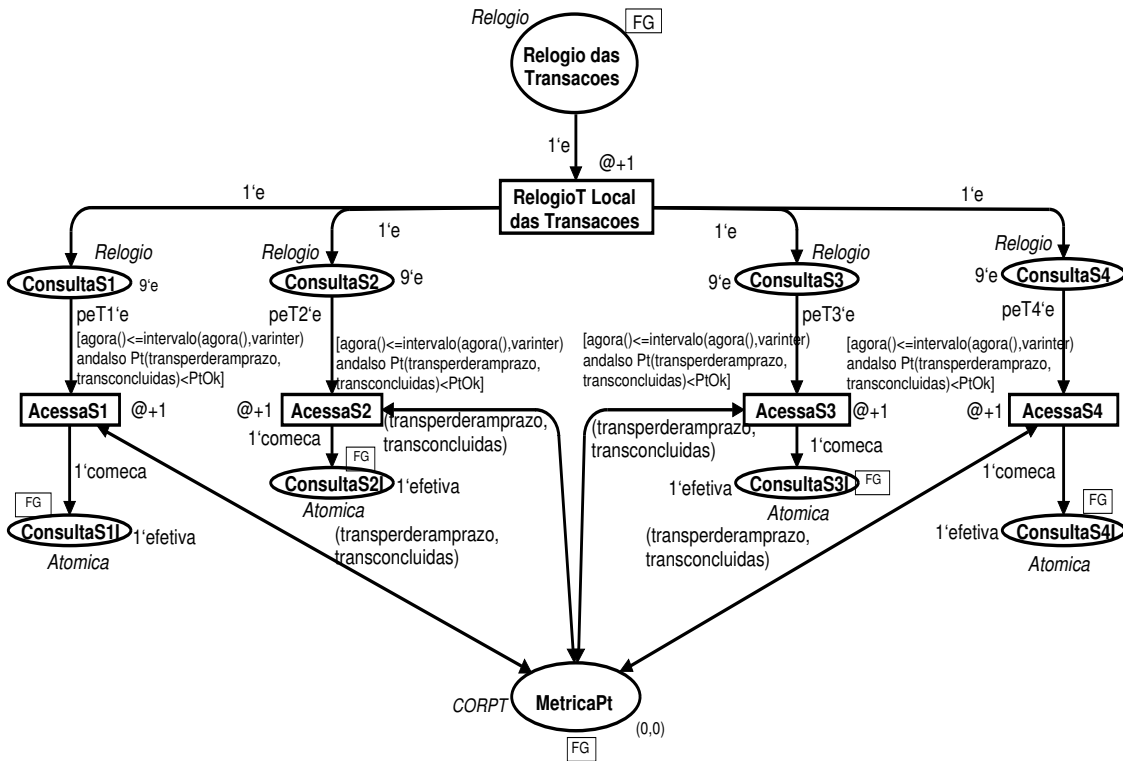 Relogio
FG
Relogio das
Transacoes
1‘e
@+1
RelogioT Local
das Transacoes
1‘e
1‘e
1‘e
1‘e
Relogio
ConsultaS1
9‘e
Relogio
ConsultaS2
9‘e
Relogio
9‘e
ConsultaS3
Relogio
9‘e
ConsultaS4
peT1‘e
peT2‘e
peT3‘e
peT4‘e
[agora()<=intervalo(agora(),varinter)
andalso Pt(transperderamprazo,
transconcluidas)<PtOk]
[agora()<=intervalo(agora(),varinter)
andalso Pt(transperderamprazo,
transconcluidas)<PtOk]
[agora()<=intervalo(agora(),varinter)
andalso Pt(transperderamprazo,
transconcluidas)<PtOk]
[agora()<=intervalo(agora(),varinter)
andalso Pt(transperderamprazo,
transconcluidas)<PtOk]
AcessaS1
@+1
@+1
AcessaS2
AcessaS3
@+1
@+1
AcessaS4
(transperderamprazo,
transconcluidas)
(transperderamprazo,
transconcluidas)
1‘comeca
1‘comeca
1‘comeca
1‘comeca
FG
ConsultaS1I
1‘efetiva
Atomica
FG
ConsultaS2I
1‘efetiva
Atomica
1‘efetiva
ConsultaS3I
FG
Atomica
FG
1‘efetiva
ConsultaS4I
Atomica
(transperderamprazo,
transconcluidas)
(transperderamprazo,
transconcluidas)
CORPT
MetricaPt
(0,0)
FG